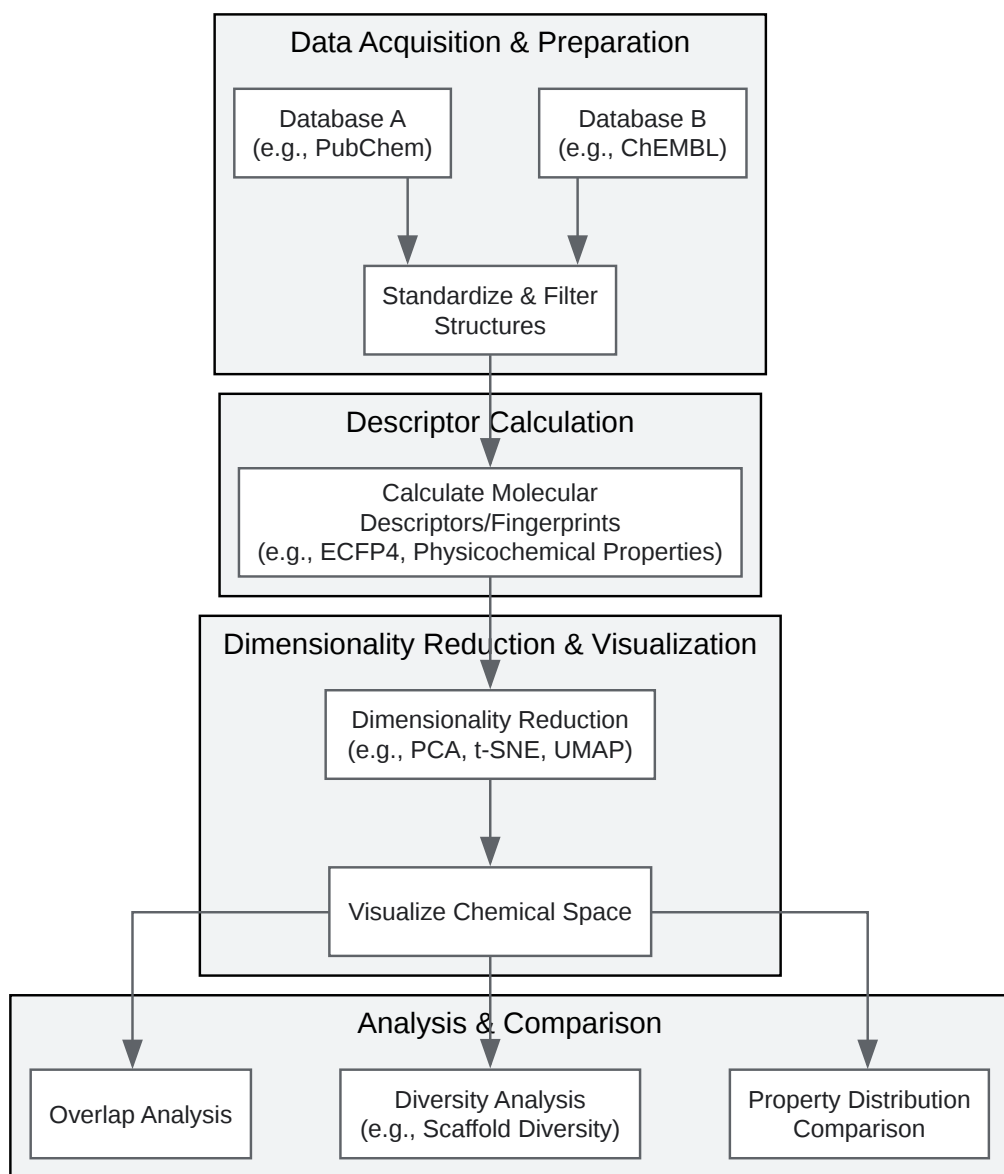 Data Acquisition & Preparation
Database A
(e.g., PubChem)
Database B
(e.g., ChEMBL)
Standardize & Filter
Structures
Descriptor Calculation
Calculate Molecular
Descriptors/Fingerprints
(e.g., ECFP4, Physicochemical Properties)
Dimensionality Reduction & Visualization
Dimensionality Reduction
(e.g., PCA, t-SNE, UMAP)
Visualize Chemical Space
Analysis & Comparison
Overlap Analysis
Diversity Analysis
(e.g., Scaffold Diversity)
Property Distribution
Comparison